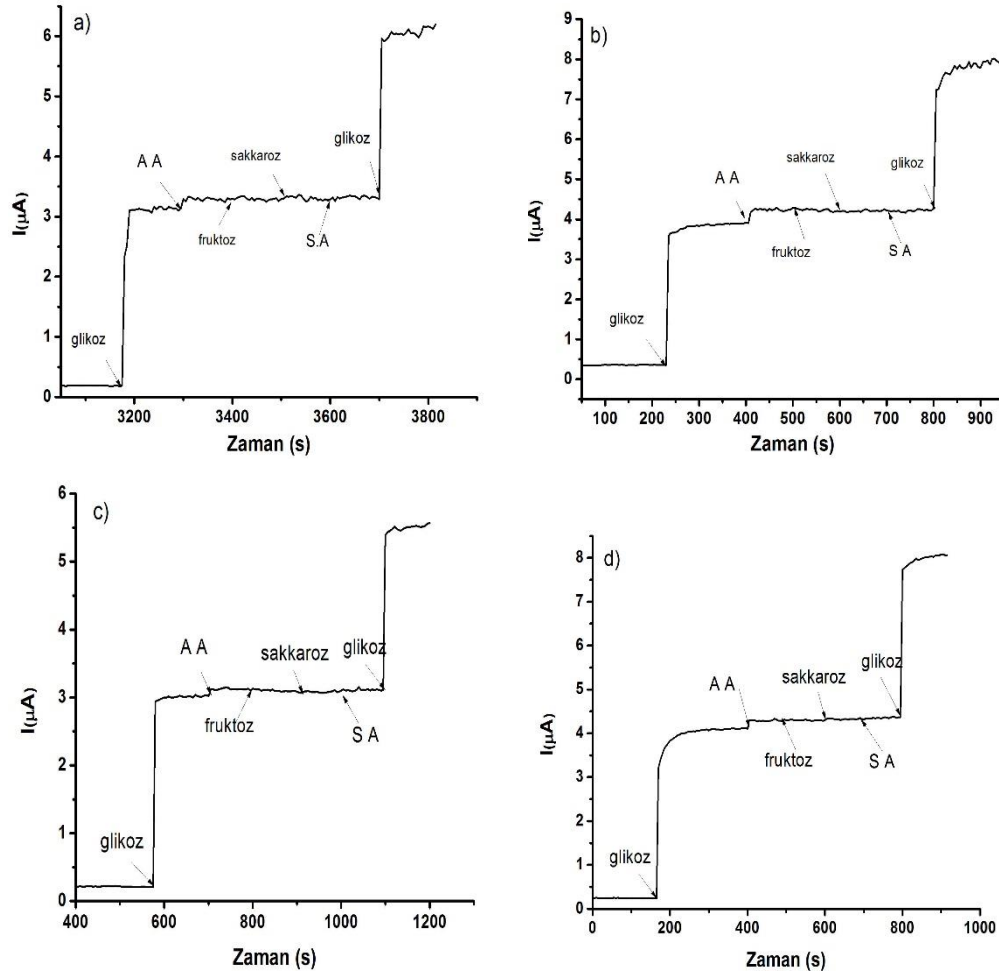 a)
6
5
4
3
2
1
0
I(µA)
A A
sakkaroz
glikoz
fruktoz
S.A
glikoz
3200 3400 3600 3800
Zaman (s)
b)
9
8
7
6
5
4
3
2
1
0
I(µA)
A A
sakkaroz
glikoz
fruktoz
S A
glikoz
100 200 300 400 500 600 700 800 900
Zaman (s)
c)
6
5
4
3
2
1
0
I(µA)
A A
sakkaroz
glikoz
fruktoz
S A
glikoz
400 600 800 1000 1200
Zaman (s)
d)
8
7
6
5
4
3
2
1
0
I(µA)
A A
sakkaroz
glikoz
fruktoz
S A
glikoz
0 200 400 600 800 1000
Zaman (s)